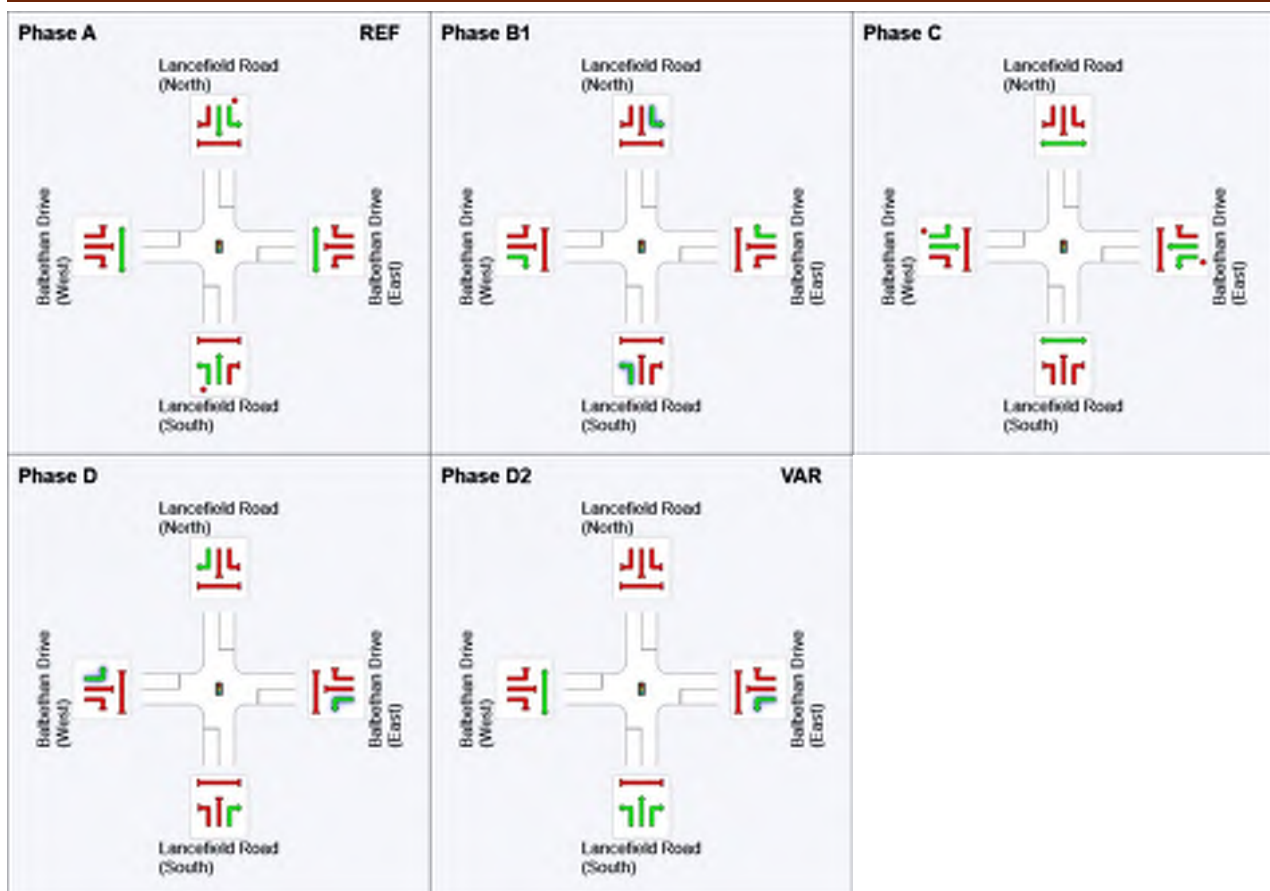 Phase A REF
Lancefield Road
(North)
Balbethan Drive
(West)
Balbethan Drive
(East)
Lancefield Road
(South)
Phase B1
Lancefield Road
(North)
Balbethan Drive
(West)
Balbethan Drive
(East)
Lancefield Road
(South)
Phase C
Lancefield Road
(North)
Balbethan Drive
(West)
Balbethan Drive
(East)
Lancefield Road
(South)
Phase D
Lancefield Road
(North)
Balbethan Drive
(West)
Balbethan Drive
(East)
Lancefield Road
(South)
Phase D2 VAR
Lancefield Road
(North)
Balbethan Drive
(West)
Balbethan Drive
(East)
Lancefield Road
(South)